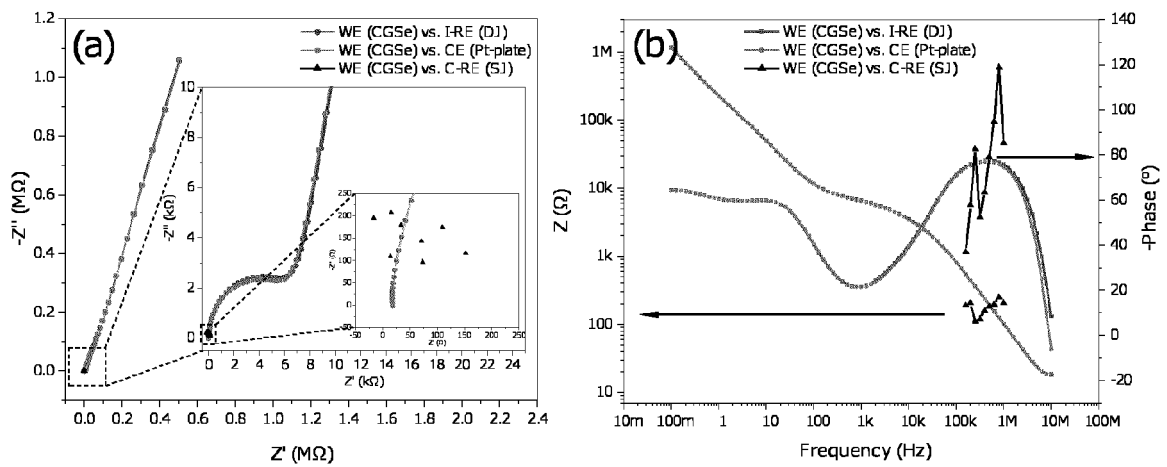 (a)
WE (CGSe) vs. I-RE (DJ)
WE (CGSe) vs. CE (Pt-plate)
WE (CGSe) vs. C-RE (SJ)
-Z'' (MΩ)
1.2
1.0
0.8
0.6
0.4
0.2
0.0
-Z'' (kΩ)
10
8
6
4
2
0
-Z'' (Ω)
250
200
150
100
50
0
-50
-50 0 50 100 150 200 250
Z' (Ω)
0 2 4 6 8 10 12 14 16 18 20 22 24 26
Z' (kΩ)
0.0 0.2 0.4 0.6 0.8 1.0 1.2 1.4 1.6 1.8 2.0 2.2 2.4
Z' (MΩ)
(b)
WE (CGSe) vs. I-RE (DJ)
WE (CGSe) vs. CE (Pt-plate)
WE (CGSe) vs. C-RE (SJ)
Z (Ω)
1M
100k
10k
1k
100
10
-Phase (º)
140
120
100
80
60
40
20
0
-20
10m 100m 1 10 100 1k 10k 100k 1M 10M 100M
Frequency (Hz)